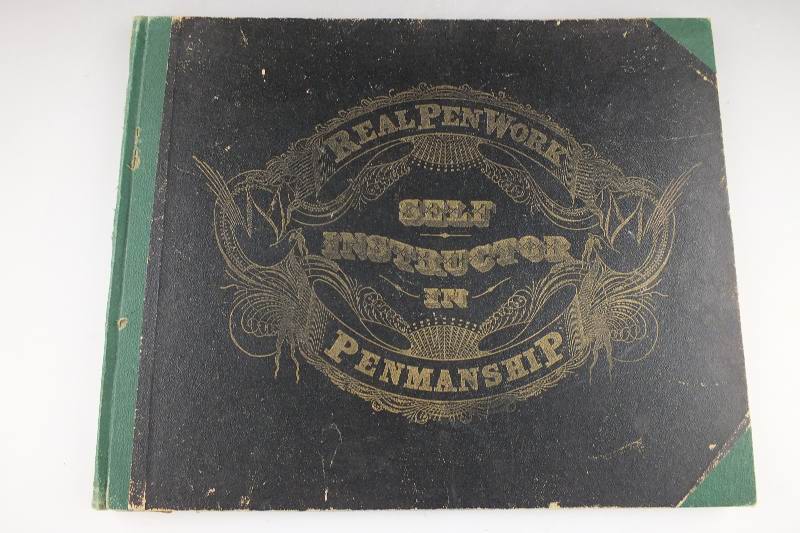 REAL PEN WORK
SELF
INSTRUCTOR
IN
PENMANSHIP